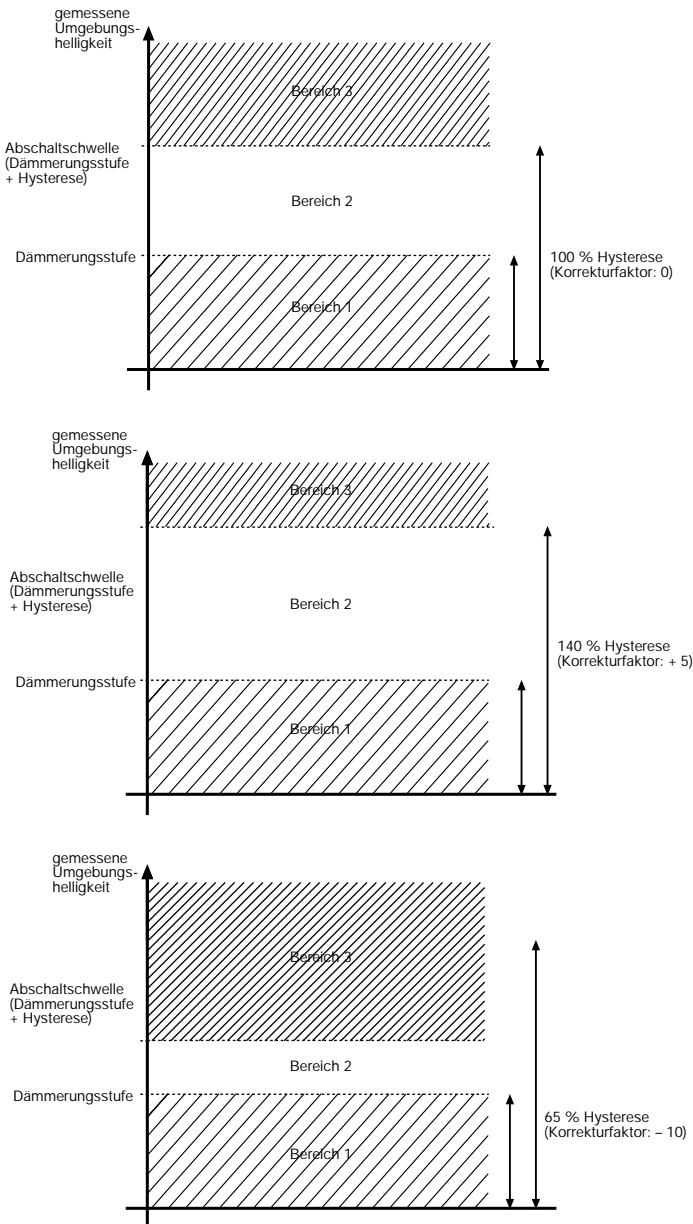 gemessene
Umgebungs-
helligkeit
Bereich 3
Abschaltschwelle
(Dämmerungsstufe
+ Hysterese)
Bereich 2
Dämmerungsstufe
100 % Hysterese
(Korrekturfaktor: 0)
Bereich 1
gemessene
Umgebungs-
helligkeit
Bereich 3
Abschaltschwelle
(Dämmerungsstufe
+ Hysterese)
Bereich 2
140 % Hysterese
(Korrekturfaktor: + 5)
Dämmerungsstufe
Bereich 1
gemessene
Umgebungs-
helligkeit
Bereich 3
Abschaltschwelle
(Dämmerungsstufe
+ Hysterese)
Bereich 2
Dämmerungsstufe
65 % Hysterese
(Korrekturfaktor: – 10)
Bereich 1